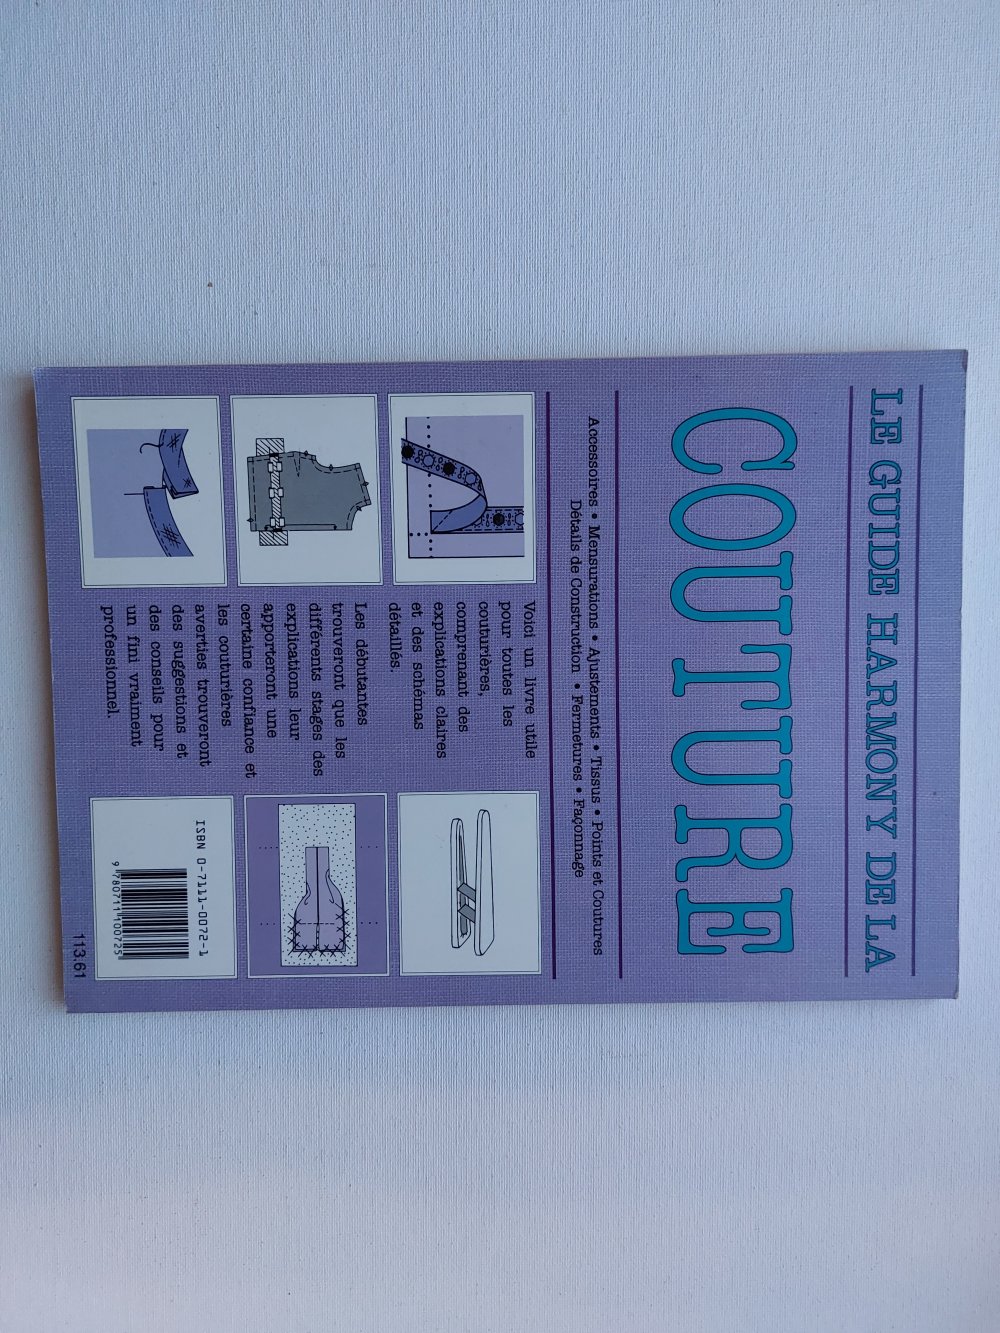 LE GUIDE HARMONY DE LA
COUTURE
Accessoires • Mensurations • Ajustements • Tissus • Points et Coutures
Détails de Construction • Fermetures • Façonnage
Voici un livre utile
pour toutes les
couturières,
comprenant des
explications claires
et des schémas
détaillés.
Les débutantes
trouveront que les
différents stages des
explications leur
apporteront une
certaine confiance et
les couturières
averties trouveront
des suggestions et
des conseils pour
un fini vraiment
professionnel.
ISBN 0-7111-0072-1
9 780711 100725
113.61